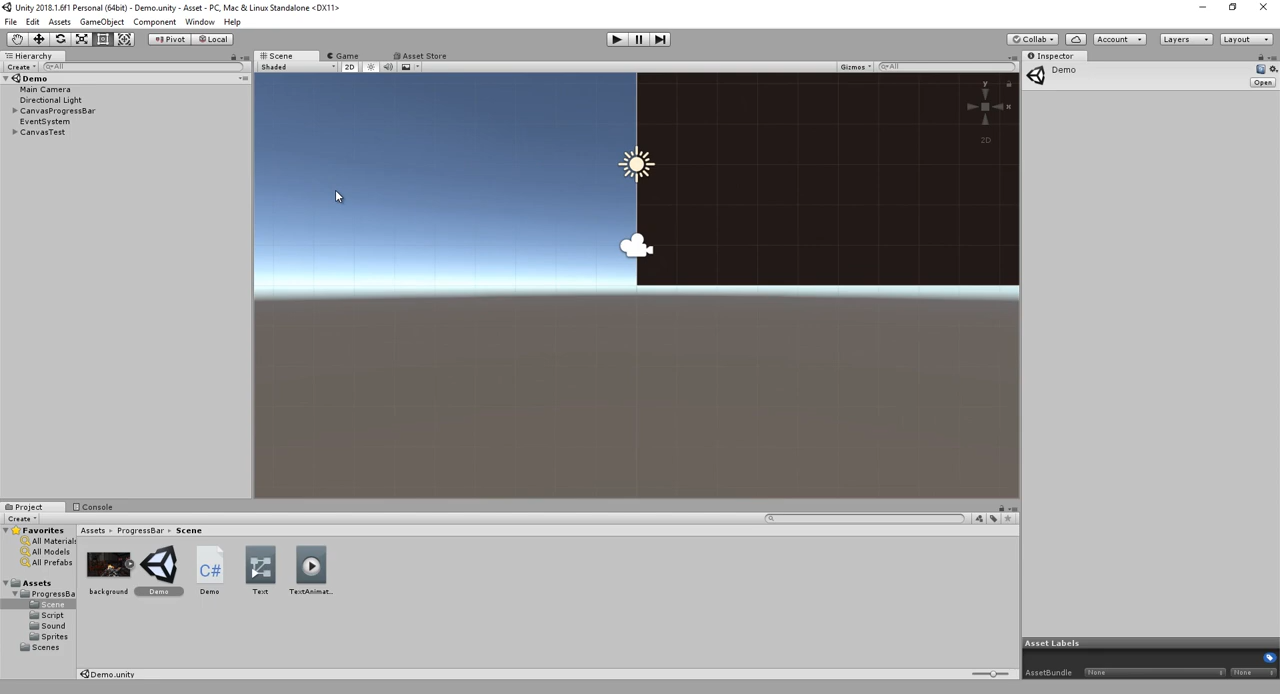 Unity 2018.1.6f1 Personal (64bit) - Demo.unity - Asset - PC, Mac & Linux Standalone <DX11>
File Edit Assets GameObject Component Window Help
Pivot Local Collab Account Layers Layout
Hierarchy Scene Game Asset Store Inspector
Create All Shaded 2D Gizmos All
Demo
Open
Demo
Main Camera
Directional Light
CanvasProgressBar
EventSystem
CanvasTest
y
x
2D
Project Console
Create
Favorites
All Materials
All Models
All Prefabs
Assets
ProgressBa
Scene
Script
Sound
Sprites
Scenes
Assets ProgressBar Scene
C#
background Demo Demo Text TextAnimat...
Demo.unity
Asset Labels
AssetBundle None None